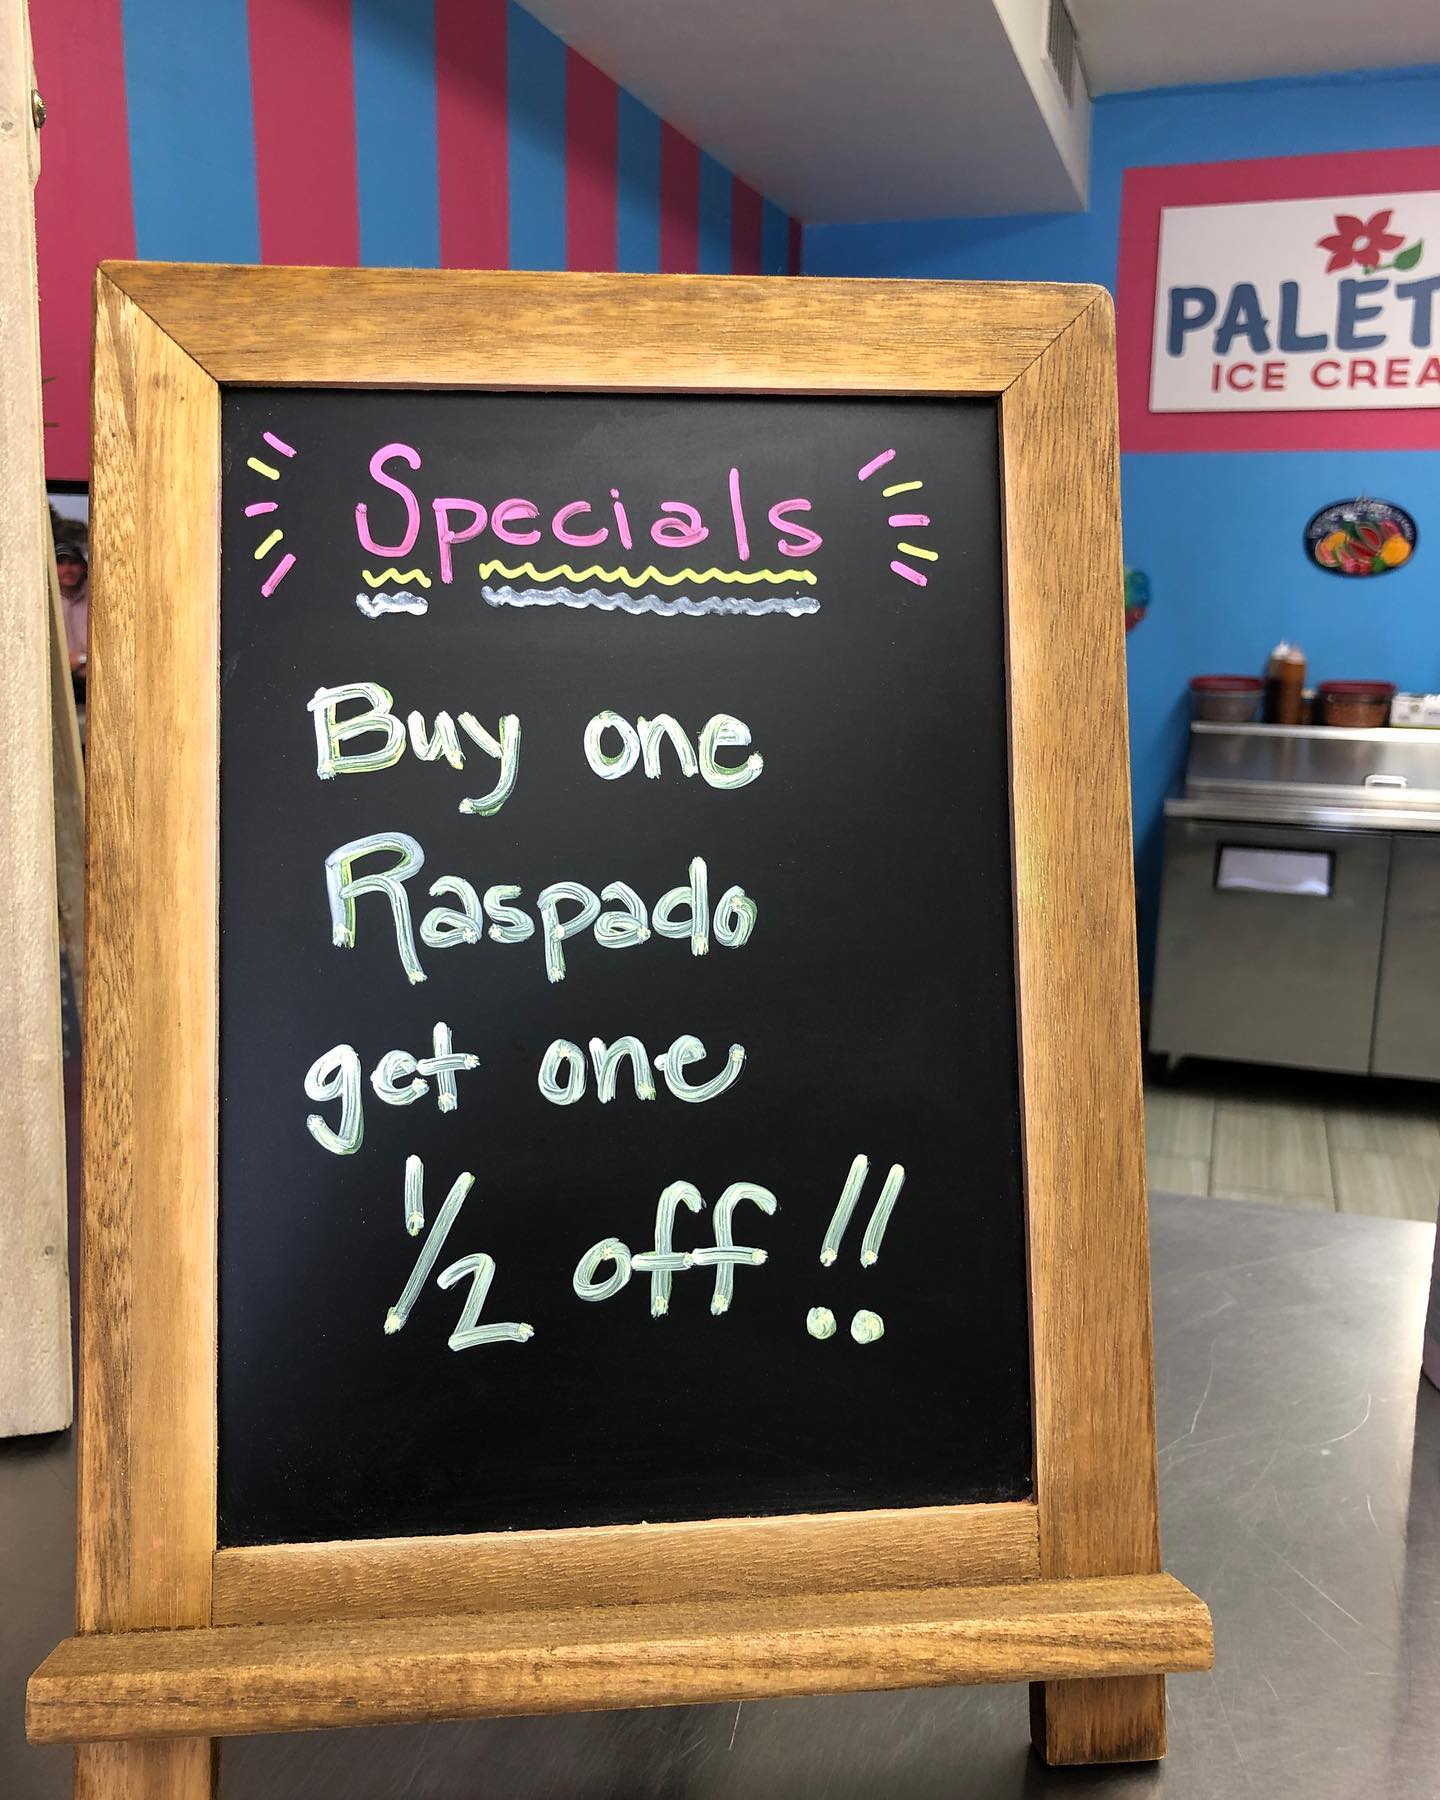 Specials
Buy one
Raspado
get one
1/2 off!!
PALET
ICE CREA